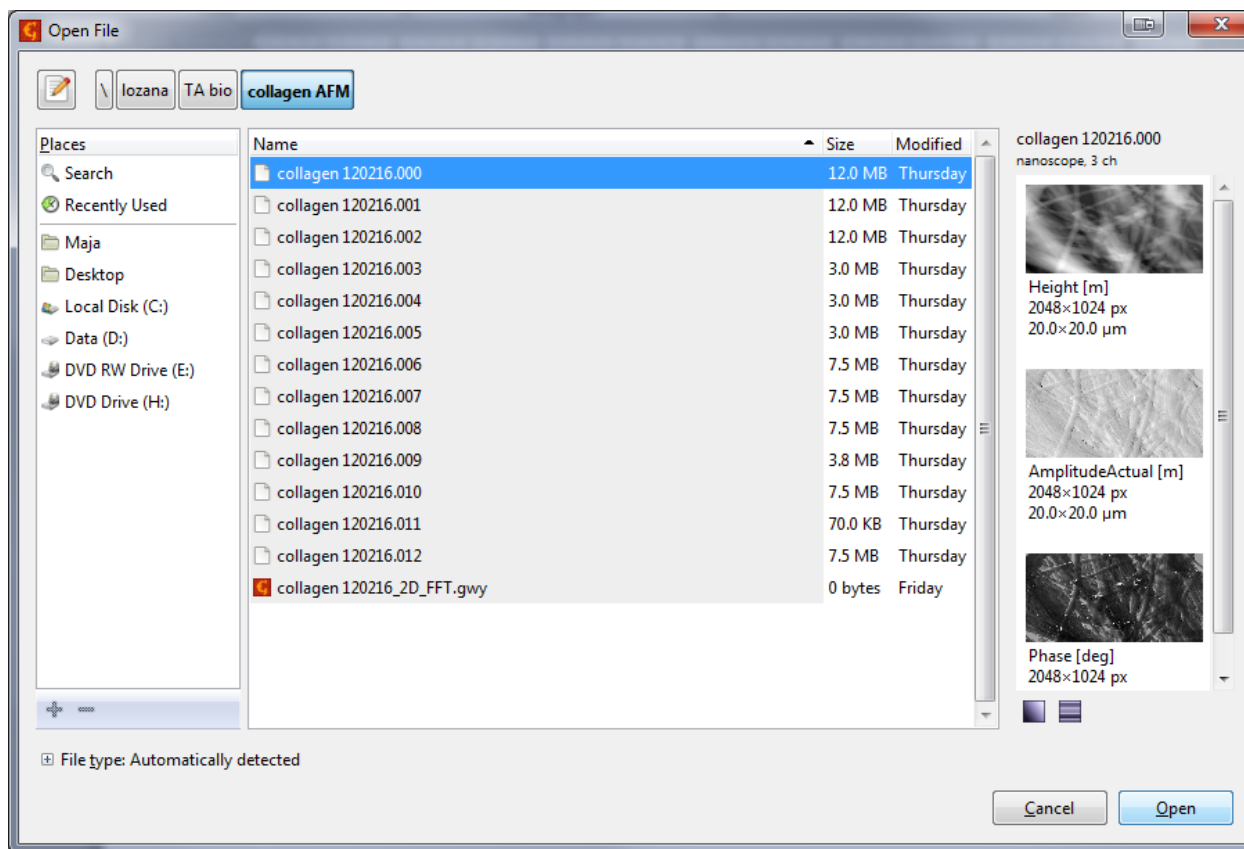 Open File
\ lozana TA bio collagen AFM
Places
Search
Recently Used
Maja
Desktop
Local Disk (C:)
Data (D:)
DVD RW Drive (E:)
DVD Drive (H:)
Name Size Modified
collagen 120216.000 12.0 MB Thursday
collagen 120216.001 12.0 MB Thursday
collagen 120216.002 12.0 MB Thursday
collagen 120216.003 3.0 MB Thursday
collagen 120216.004 3.0 MB Thursday
collagen 120216.005 3.0 MB Thursday
collagen 120216.006 7.5 MB Thursday
collagen 120216.007 7.5 MB Thursday
collagen 120216.008 7.5 MB Thursday
collagen 120216.009 3.8 MB Thursday
collagen 120216.010 7.5 MB Thursday
collagen 120216.011 70.0 KB Thursday
collagen 120216.012 7.5 MB Thursday
collagen 120216_2D_FFT.gwy 0 bytes Friday
collagen 120216.000
nanoscope, 3 ch
Height [m]
2048×1024 px
20.0×20.0 µm
AmplitudeActual [m]
2048×1024 px
20.0×20.0 µm
Phase [deg]
2048×1024 px
File type: Automatically detected
Cancel
Open